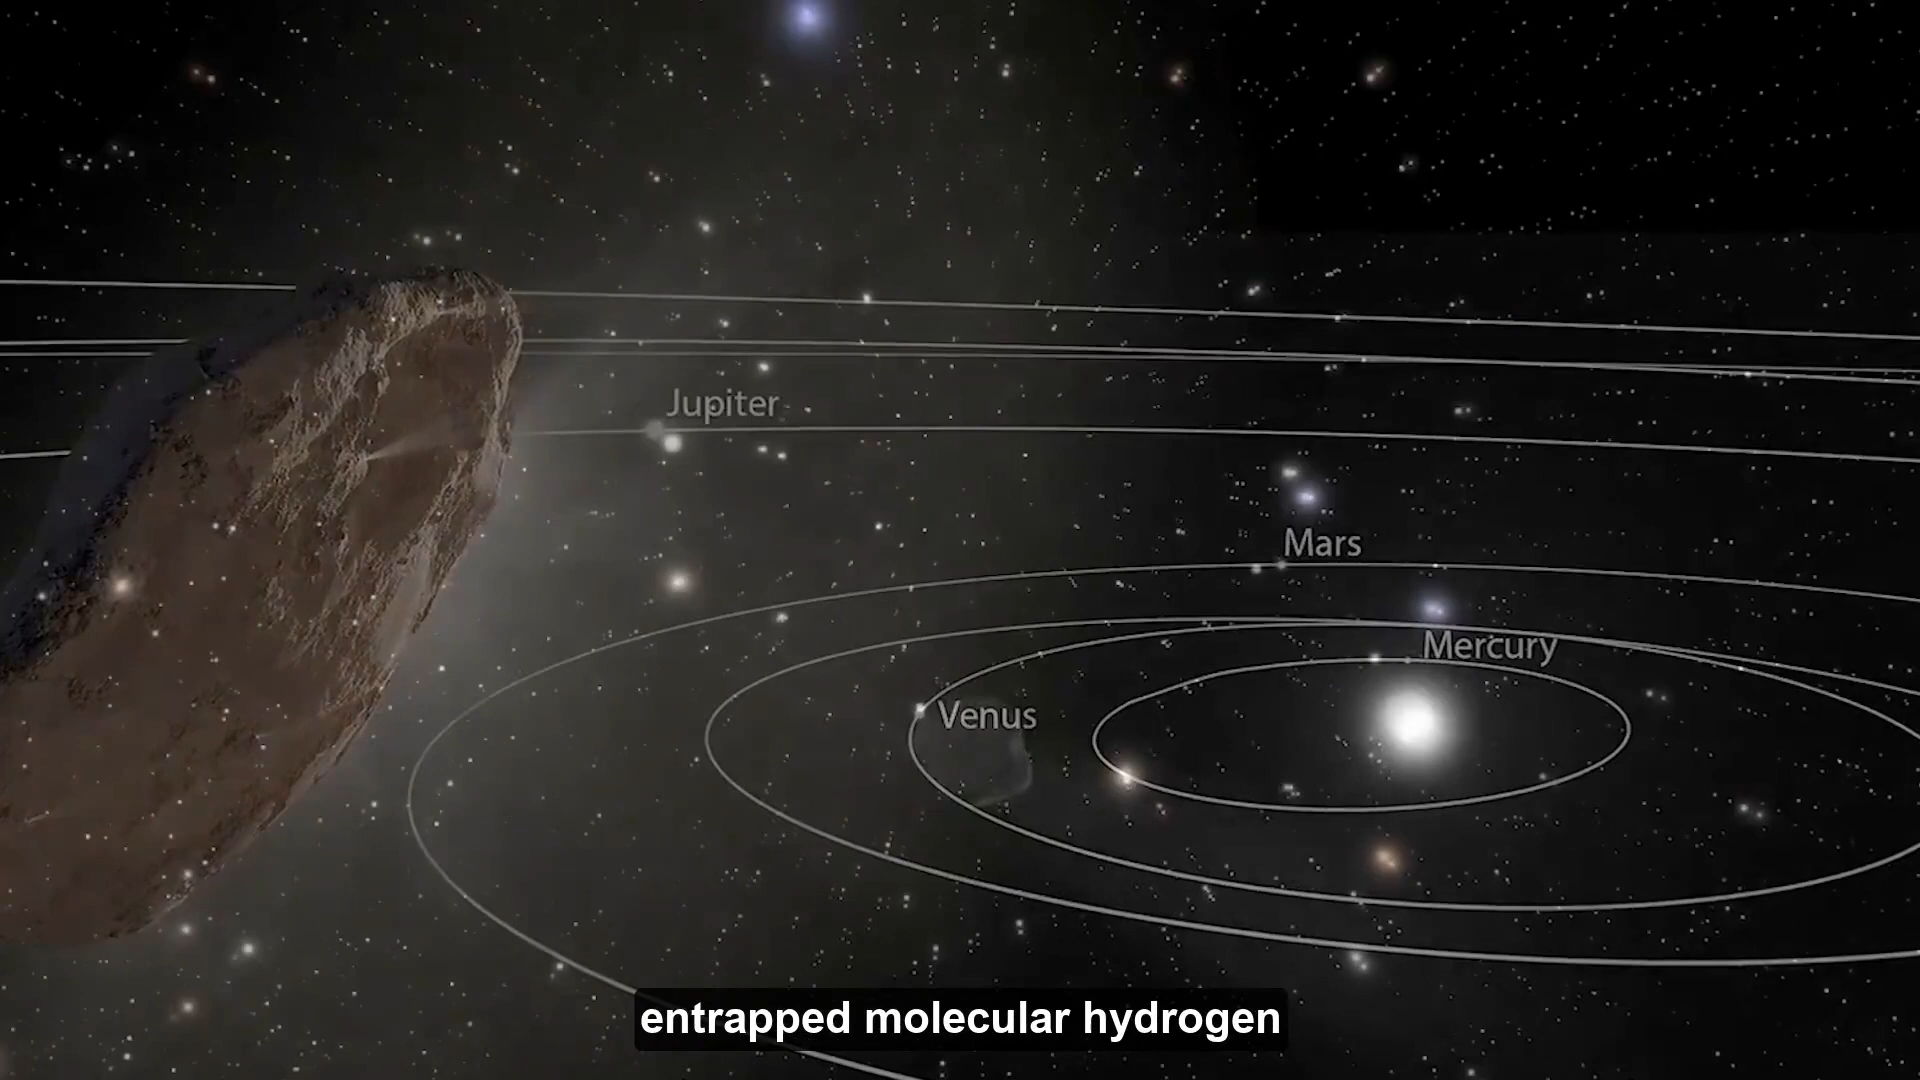 Jupiter
Mars
Mercury
Venus
entrapped molecular hydrogen